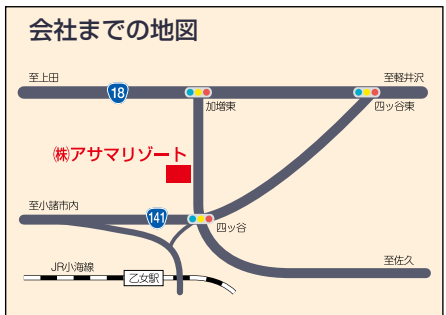 会社までの地図
至上田
18
至軽井沢
加増東
四ッ谷東
㈱アサマリゾート
至小諸市内
141
四ッ谷
至佐久
JR小海線
乙女駅